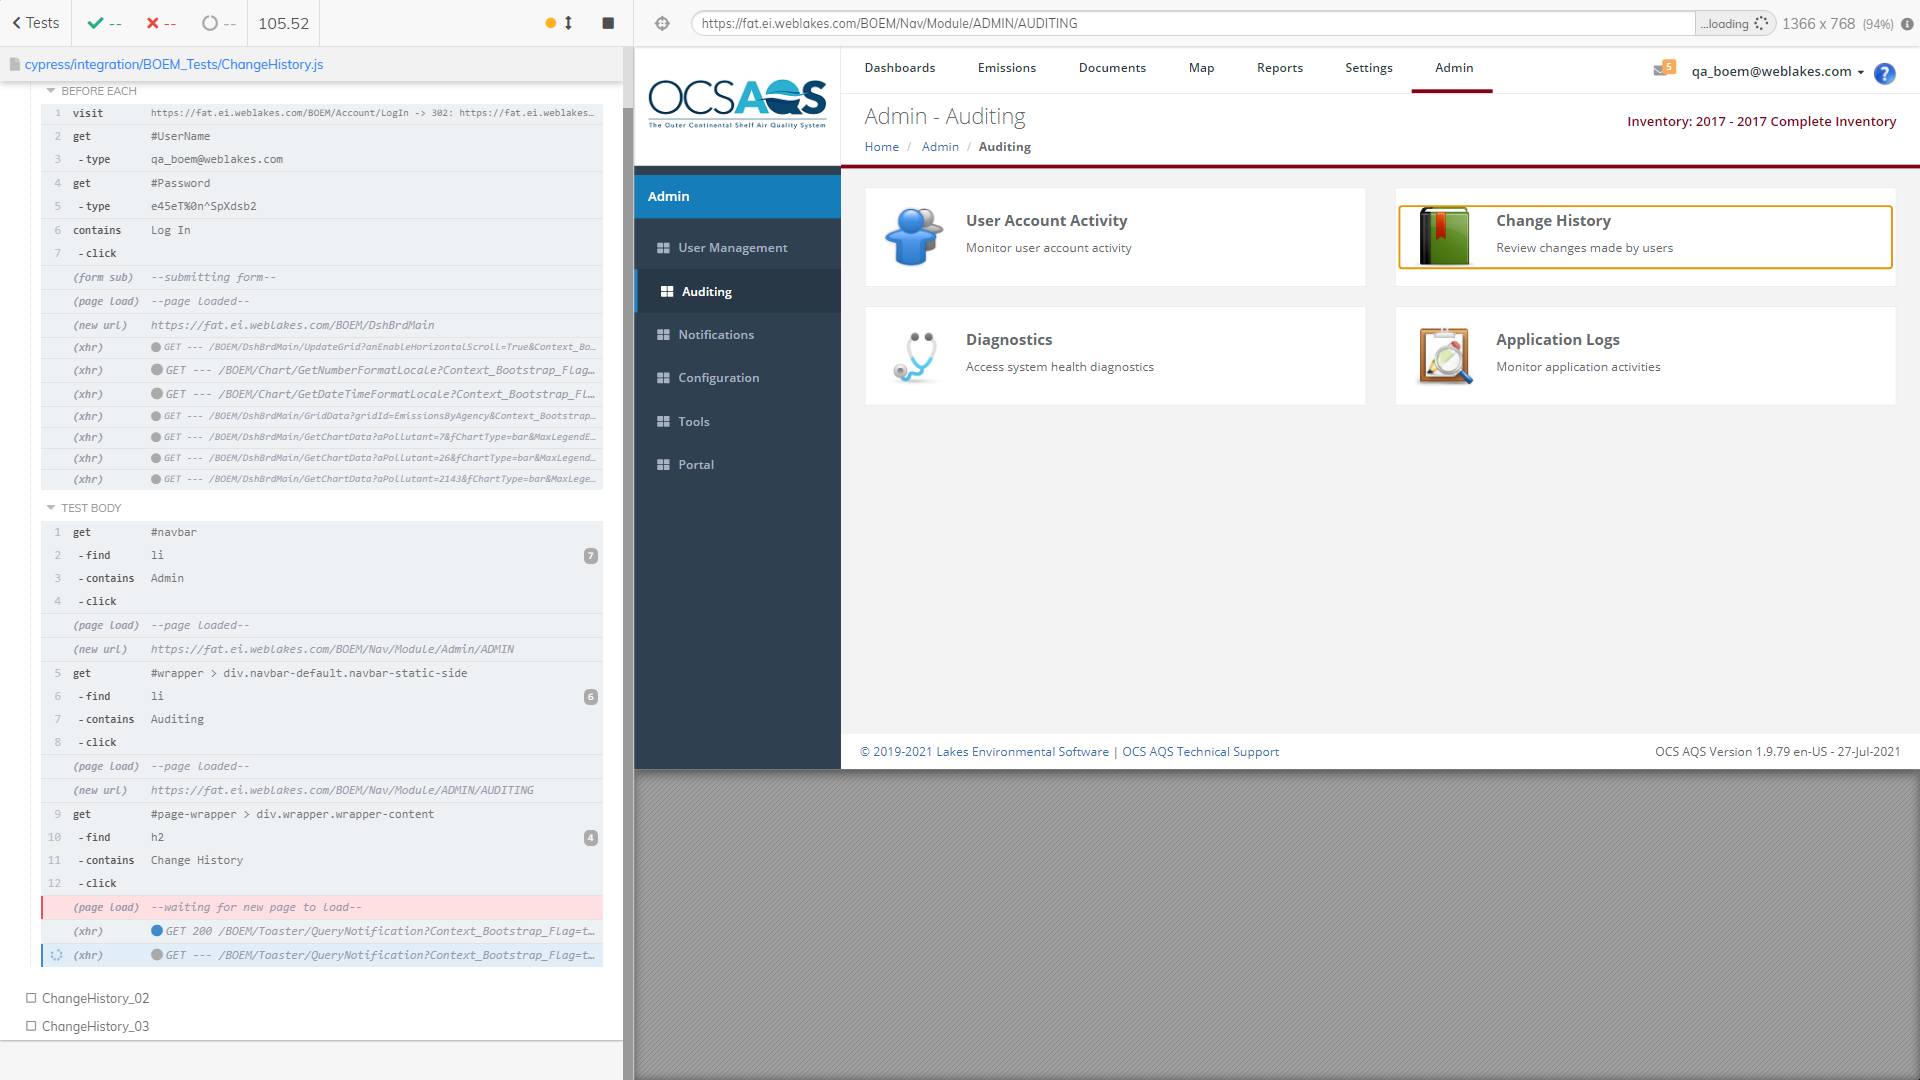 Tests
--
--
--
105.52
https://fat.ei.weblakes.com/BOEM/Nav/Module/ADMIN/AUDITING
...loading
1366 x 768 (94%)
cypress/integration/BOEM_Tests/ChangeHistory.js
BEFORE EACH
1 visit https://fat.ei.weblakes.com/BOEM/Account/LogIn -> 302: https://fat.ei.weblakes...
2 get #UserName
3 -type qa_boem@weblakes.com
4 get #Password
5 -type e45eT%0n^SpXdsb2
6 contains Log In
7 -click
(form sub) --submitting form--
(page load) --page loaded--
(new url) https://fat.ei.weblakes.com/BOEM/DshBrdMain
(xhr) GET --- /BOEM/DshBrdMain/UpdateGrid?anEnableHorizontalScroll=True&Context_Bo...
(xhr) GET --- /BOEM/Chart/GetNumberFormatLocale?Context_Bootstrap_Flag...
(xhr) GET --- /BOEM/Chart/GetDateTimeFormatLocale?Context_Bootstrap_Fl...
(xhr) GET --- /BOEM/DshBrdMain/GridData?gridId=EmissionsByAgency&Context_Bootstrap...
(xhr) GET --- /BOEM/DshBrdMain/GetChartData?aPollutant=7&fChartType=bar&MaxLegendE...
(xhr) GET --- /BOEM/DshBrdMain/GetChartData?aPollutant=26&fChartType=bar&MaxLegend...
(xhr) GET --- /BOEM/DshBrdMain/GetChartData?aPollutant=2143&fChartType=bar&MaxLege...
TEST BODY
1 get #navbar
2 -find li 7
3 -contains Admin
4 -click
(page load) --page loaded--
(new url) https://fat.ei.weblakes.com/BOEM/Nav/Module/Admin/ADMIN
5 get #wrapper > div.navbar-default.navbar-static-side
6 -find li 6
7 -contains Auditing
8 -click
(page load) --page loaded--
(new url) https://fat.ei.weblakes.com/BOEM/Nav/Module/ADMIN/AUDITING
9 get #page-wrapper > div.wrapper.wrapper-content
10 -find h2 4
11 -contains Change History
12 -click
(page load) --waiting for new page to load--
(xhr) GET 200 /BOEM/Toaster/QueryNotification?Context_Bootstrap_Flag=t...
(xhr) GET --- /BOEM/Toaster/QueryNotification?Context_Bootstrap_Flag=t...
ChangeHistory_02
ChangeHistory_03
OCSAQS
The Outer Continental Shelf Air Quality System
Dashboards Emissions Documents Map Reports Settings Admin
5 qa_boem@weblakes.com ?
Admin - Auditing
Inventory: 2017 - 2017 Complete Inventory
Home / Admin / Auditing
Admin
User Management
Auditing
Notifications
Configuration
Tools
Portal
User Account Activity
Monitor user account activity
Change History
Review changes made by users
Diagnostics
Access system health diagnostics
Application Logs
Monitor application activities
© 2019-2021 Lakes Environmental Software | OCS AQS Technical Support
OCS AQS Version 1.9.79 en-US - 27-Jul-2021